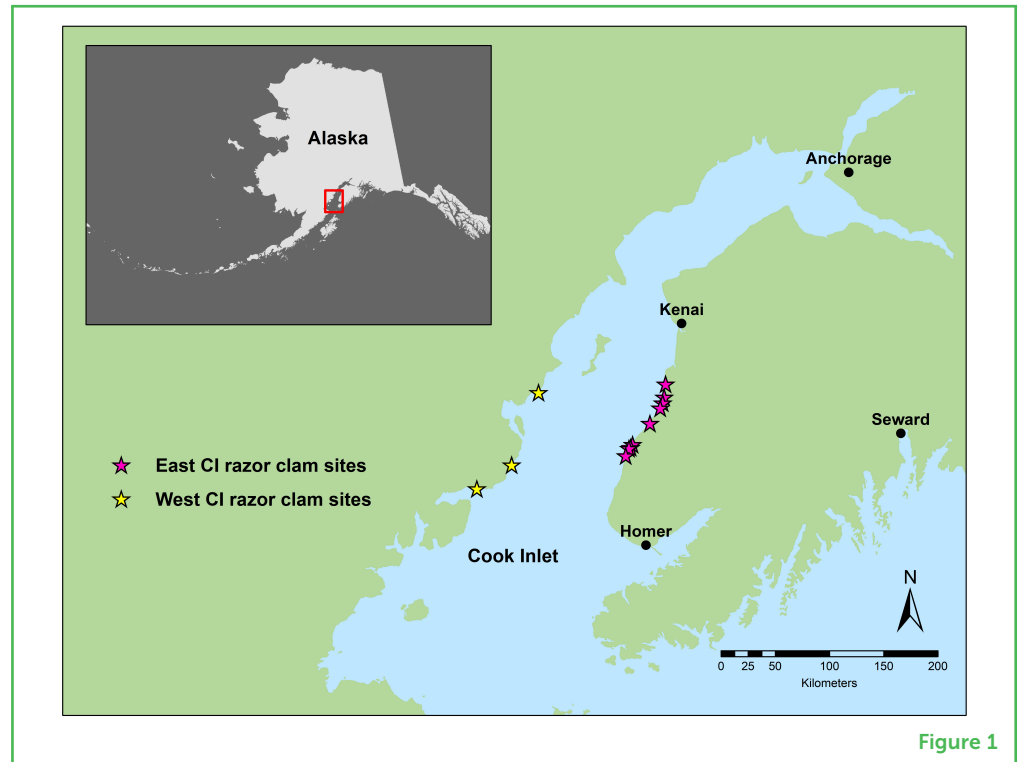 Alaska
Anchorage
Kenai
Seward
East CI razor clam sites
West CI razor clam sites
Homer
Cook Inlet
N
0 25 50 100 150 200
Kilometers
Figure 1